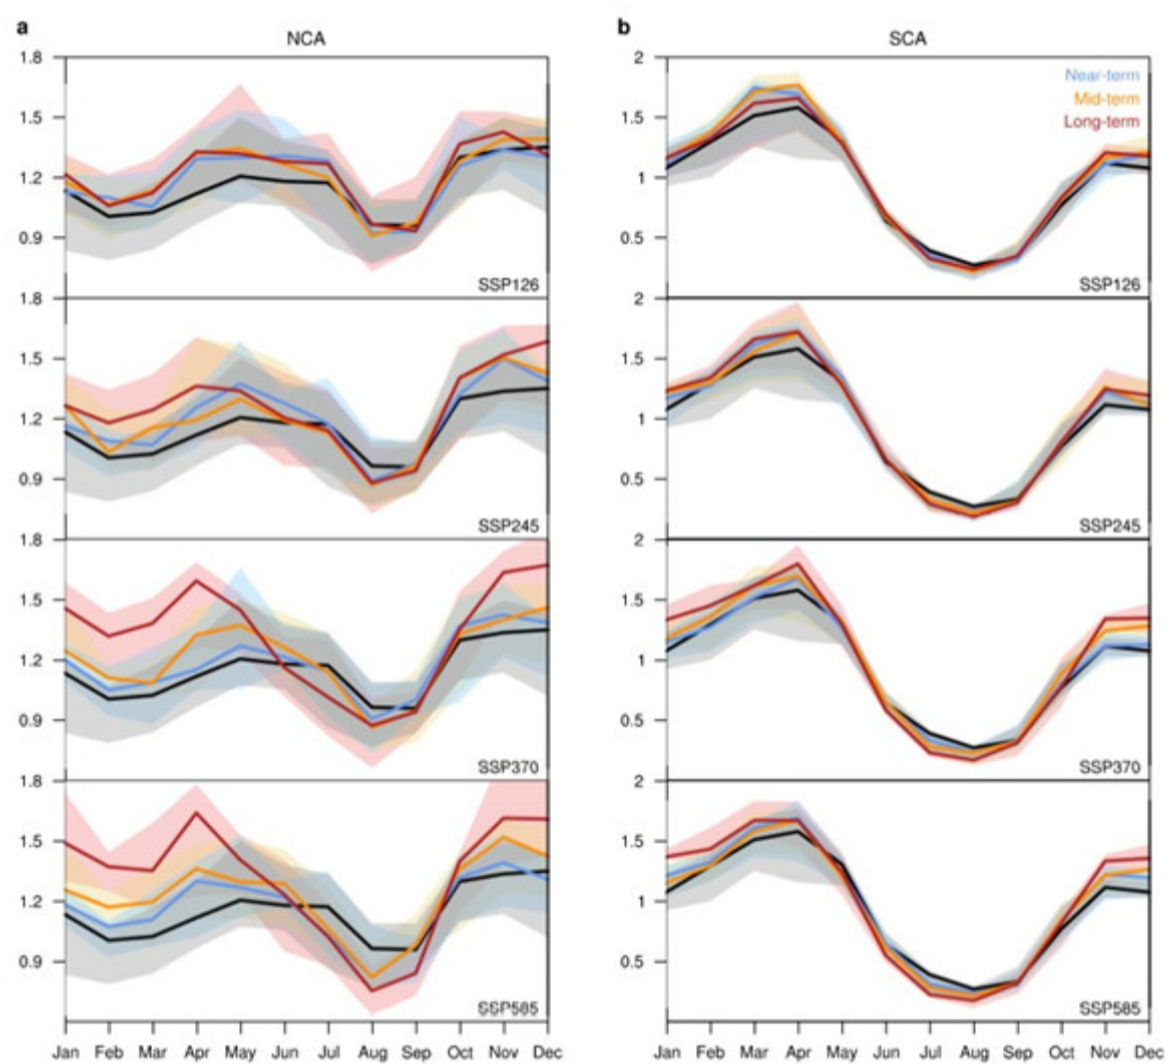 a
NCA
1.8
1.5
1.2
0.9
SSP126
1.8
1.5
1.2
0.9
SSP245
1.8
1.5
1.2
0.9
SSP370
1.8
1.5
1.2
0.9
SSP585
Jan Feb Mar Apr May Jun Jul Aug Sep Oct Nov Dec
b
SCA
2
Near-term
Mid-term
Long-term
1.5
1
0.5
SSP126
2
1.5
1
0.5
SSP245
2
1.5
1
0.5
SSP370
2
1.5
1
0.5
SSP585
Jan Feb Mar Apr May Jun Jul Aug Sep Oct Nov Dec